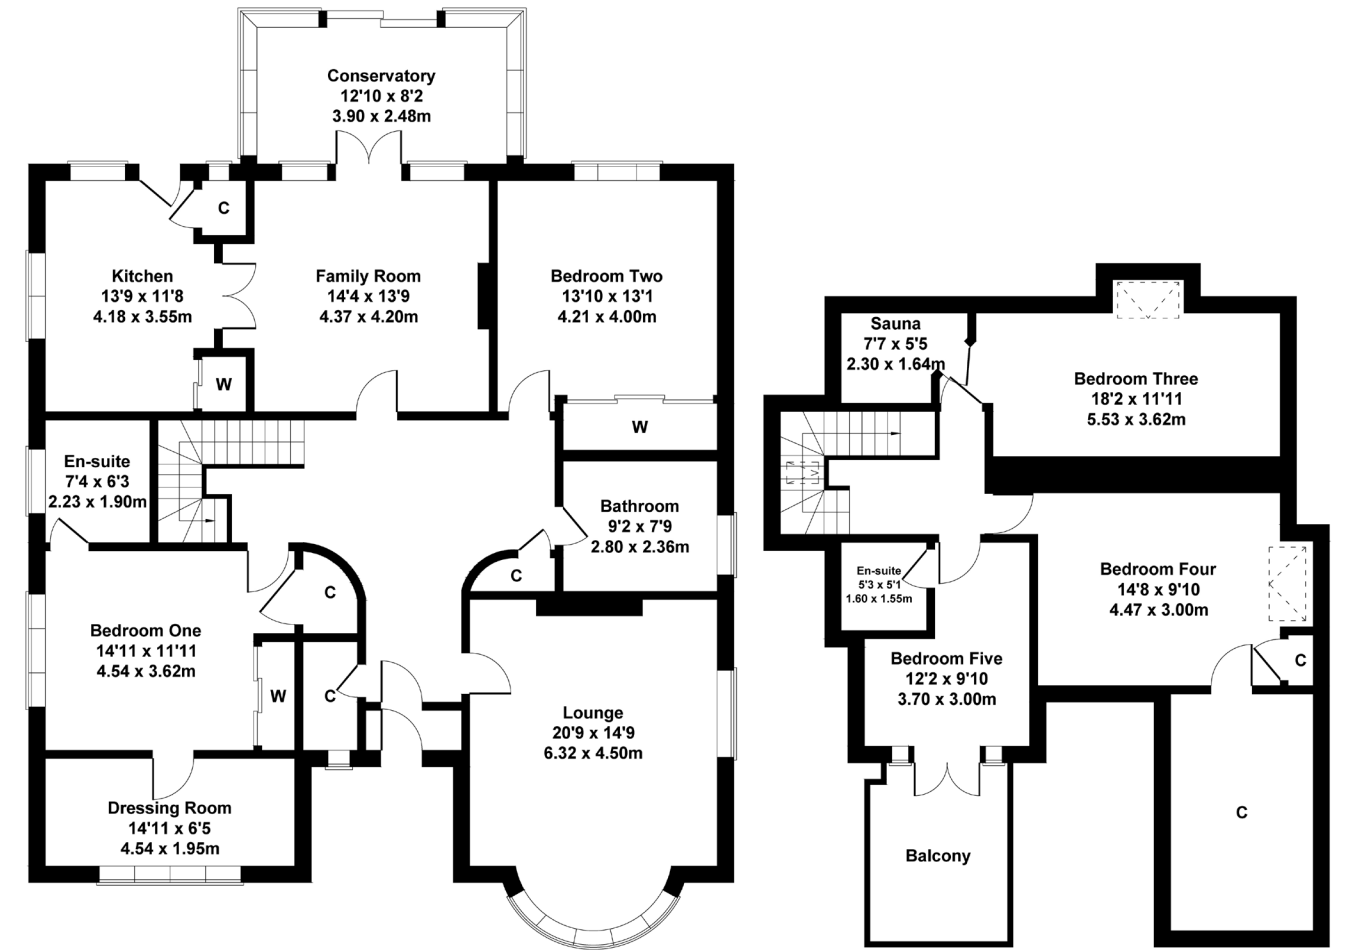 Conservatory
12'10 x 8'2
3.90 x 2.48m
C
Kitchen
13'9 x 11'8
4.18 x 3.55m
Family Room
14'4 x 13'9
4.37 x 4.20m
Bedroom Two
13'10 x 13'1
4.21 x 4.00m
W
W
En-suite
7'4 x 6'3
2.23 x 1.90m
Bathroom
9'2 x 7'9
2.80 x 2.36m
C
C
Bedroom One
14'11 x 11'11
4.54 x 3.62m
W
C
Lounge
20'9 x 14'9
6.32 x 4.50m
Dressing Room
14'11 x 6'5
4.54 x 1.95m
Sauna
7'7 x 5'5
2.30 x 1.64m
Bedroom Three
18'2 x 11'11
5.53 x 3.62m
En-suite
5'3 x 5'1
1.60 x 1.55m
Bedroom Four
14'8 x 9'10
4.47 x 3.00m
Bedroom Five
12'2 x 9'10
3.70 x 3.00m
C
C
Balcony